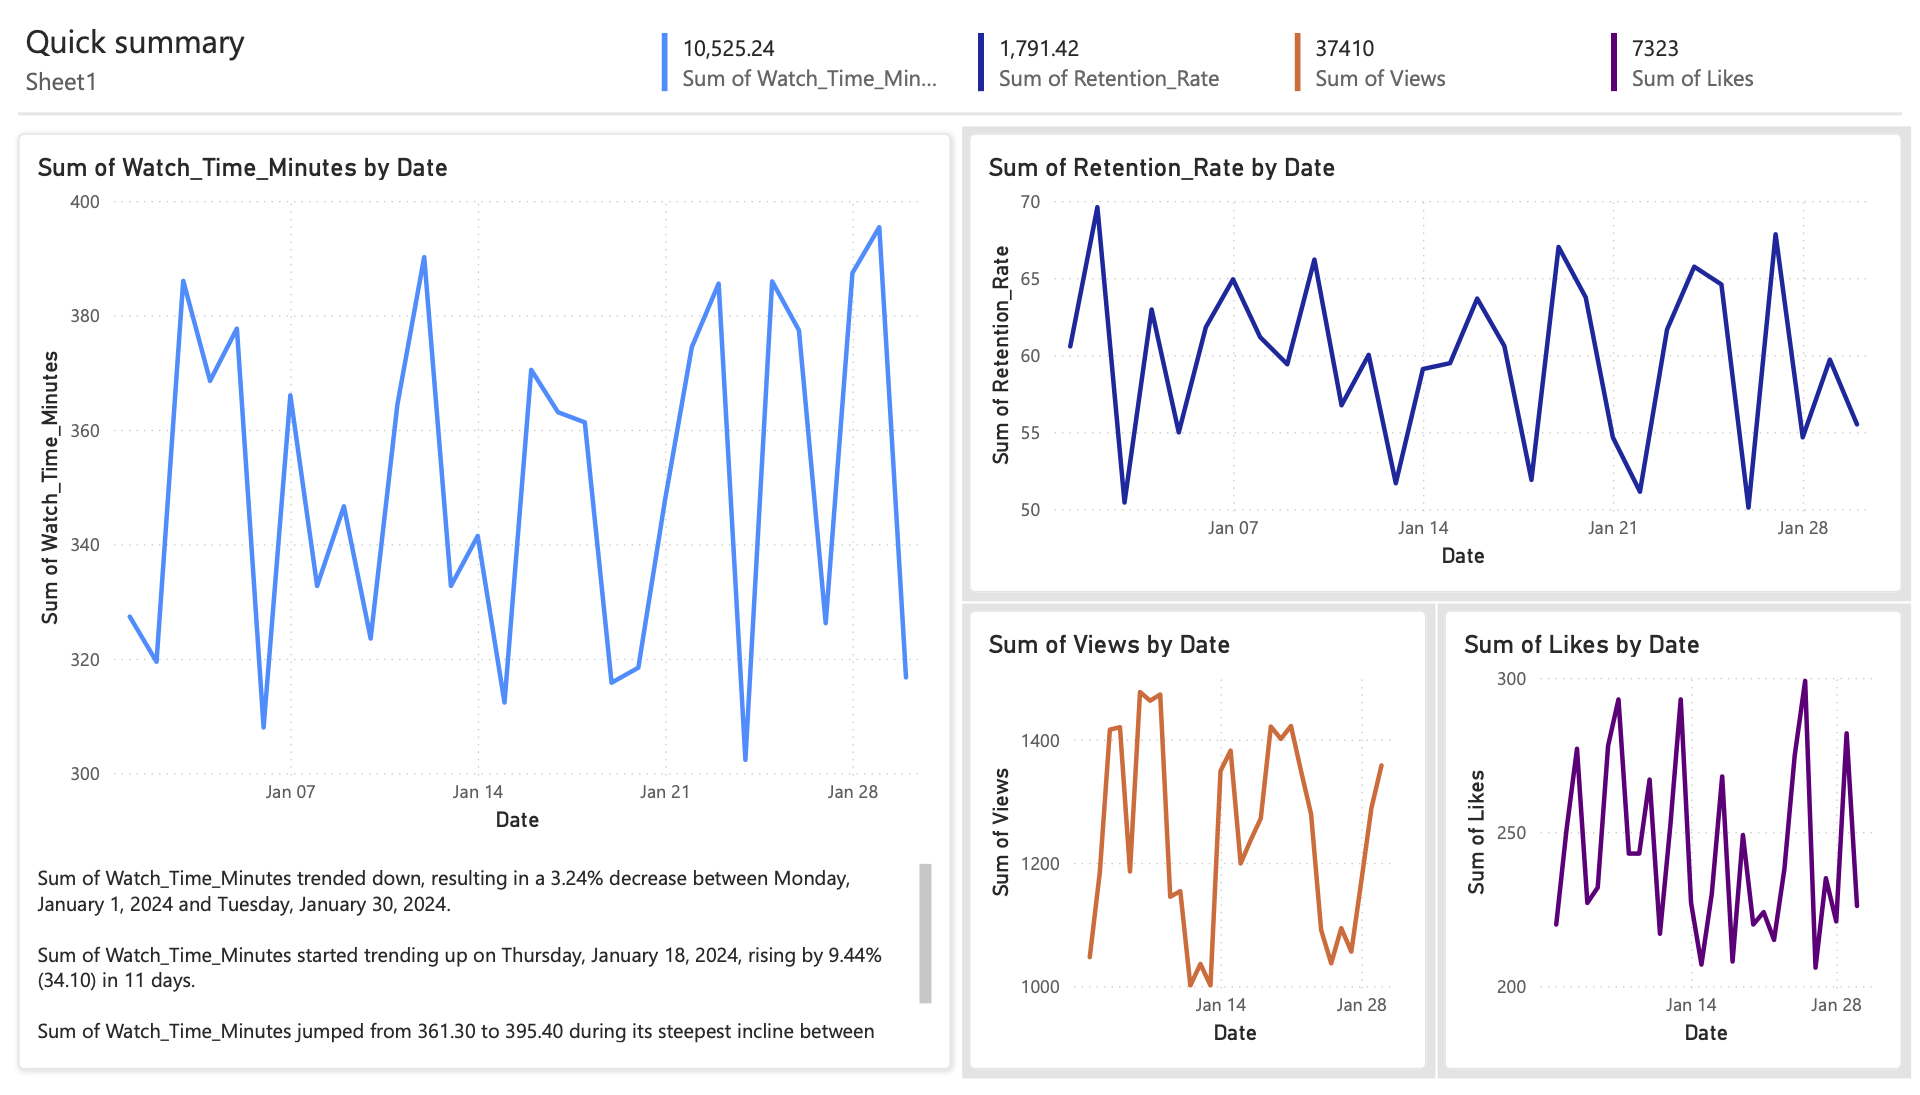 Quick summary
Sheet1
10,525.24
Sum of Watch_Time_Min...
1,791.42
Sum of Retention_Rate
37410
Sum of Views
7323
Sum of Likes
Sum of Watch_Time_Minutes by Date
Sum of Watch_Time_Minutes
400
380
360
340
320
300
Jan 07
Jan 14
Jan 21
Jan 28
Date
Sum of Watch_Time_Minutes trended down, resulting in a 3.24% decrease between Monday,
January 1, 2024 and Tuesday, January 30, 2024.
Sum of Watch_Time_Minutes started trending up on Thursday, January 18, 2024, rising by 9.44%
(34.10) in 11 days.
Sum of Watch_Time_Minutes jumped from 361.30 to 395.40 during its steepest incline between
Sum of Retention_Rate by Date
Sum of Retention_Rate
70
65
60
55
50
Jan 07
Jan 14
Jan 21
Jan 28
Date
Sum of Views by Date
Sum of Views
1400
1200
1000
Jan 14
Jan 28
Date
Sum of Likes by Date
Sum of Likes
300
250
200
Jan 14
Jan 28
Date